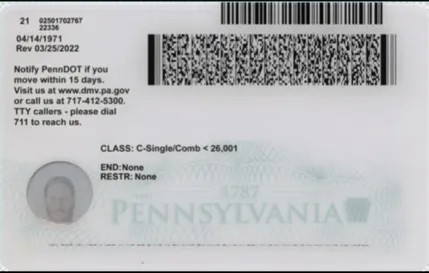 21 02501702767
22336
04/14/1971
Rev 03/25/2022
Notify PennDOT if you
move within 15 days.
Visit us at www.dmv.pa.gov
or call us at 717-412-5300.
TTY callers - please dial
711 to reach us.
CLASS: C-Single/Comb < 26,001
END:None
RESTR: None
1787
PENNSYLVANIA